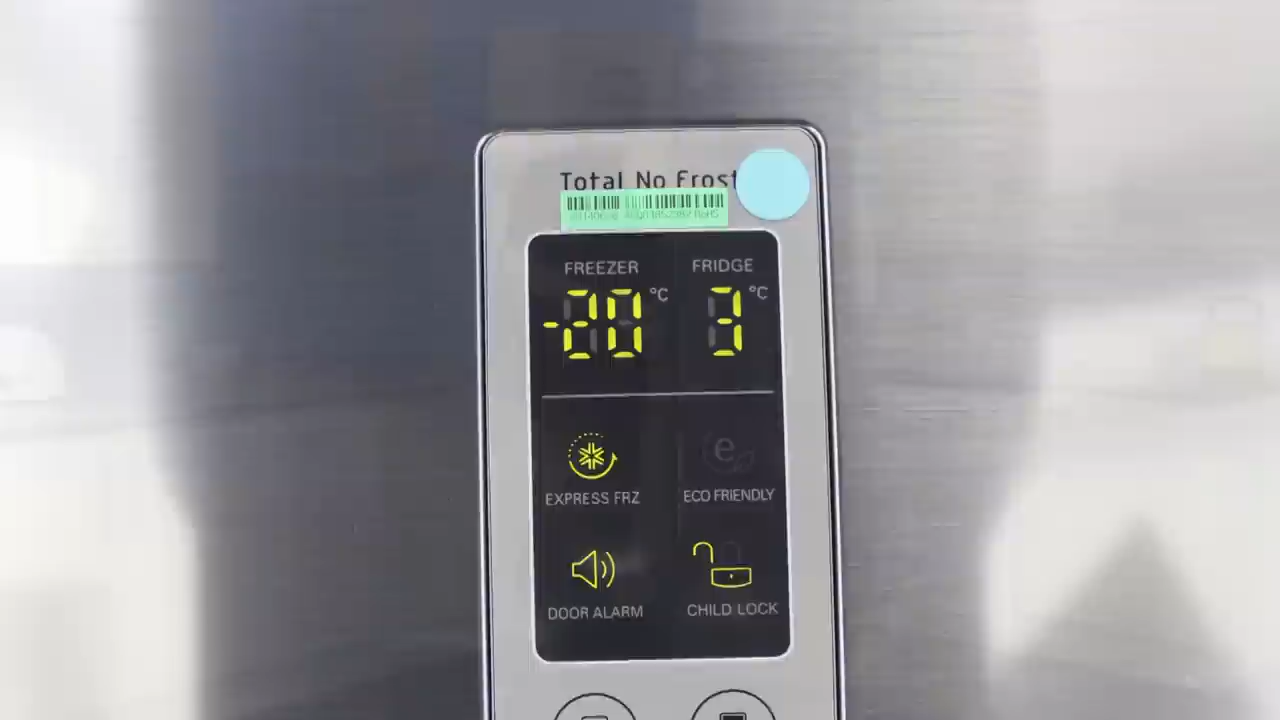 Total No Frost
FREEZER FRIDGE
-20 °C 3 °C
EXPRESS FRZ ECO FRIENDLY
DOOR ALARM CHILD LOCK